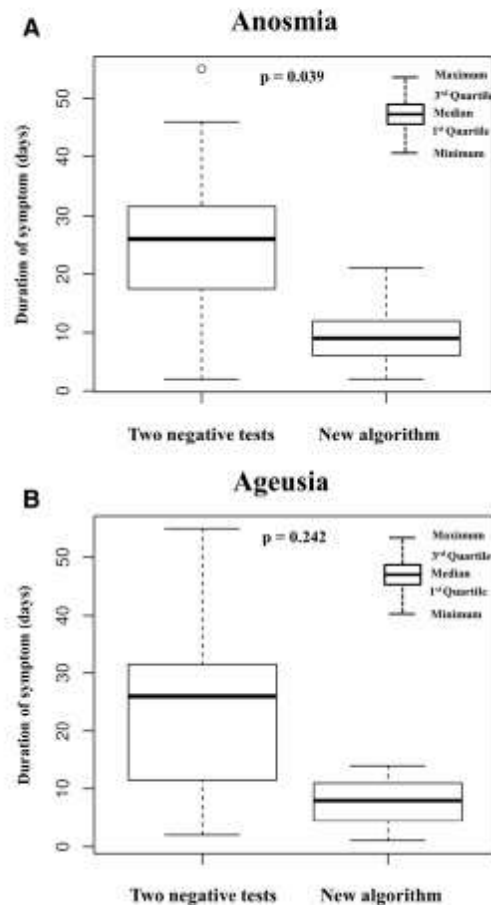 A
Anosmia
p = 0.039
Maximum
3rd Quartile
Median
1st Quartile
Minimum
Duration of symptom (days)
50
40
30
20
10
0
Two negative tests New algorithm
B
Ageusia
p = 0.242
Maximum
3rd Quartile
Median
1st Quartile
Minimum
Duration of symptom (days)
50
40
30
20
10
0
Two negative tests New algorithm